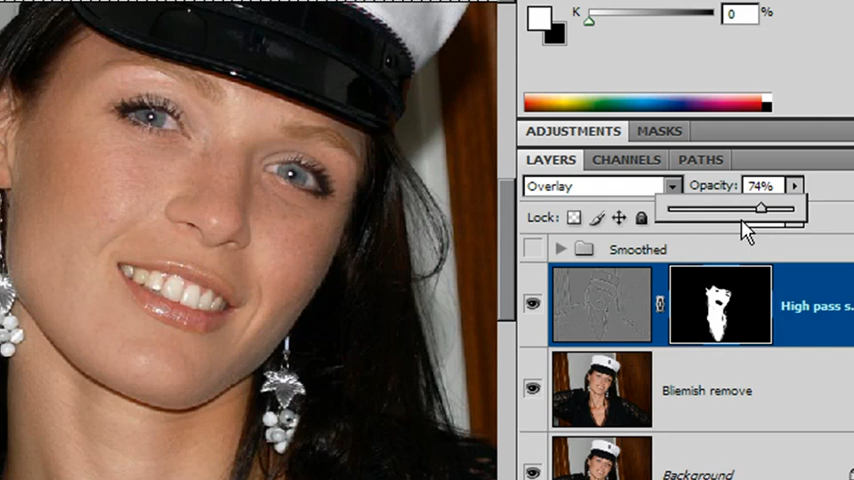 K 0 %
ADJUSTMENTS MASKS
LAYERS CHANNELS PATHS
Overlay Opacity: 74%
Lock:
Smoothed
High pass s.
Blemish remove
Background